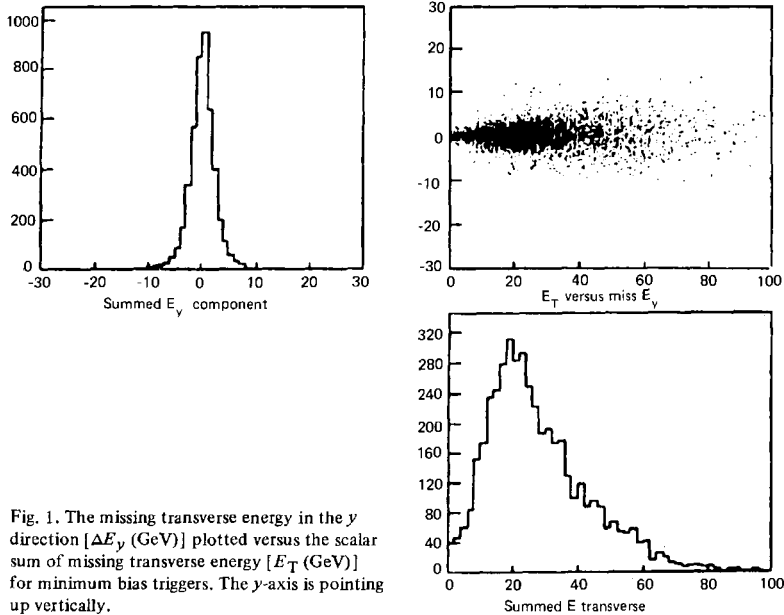 1000
800
600
400
200
0
-30 -20 -10 0 10 20 30
Summed E_y component
30
20
10
0
-10
-20
-30
0 20 40 60 80 100
E_T versus miss E_y
320
280
240
200
160
120
80
40
0
0 20 40 60 80 100
Summed E transverse
Fig. 1. The missing transverse energy in the y
direction [ΔE_y (GeV)] plotted versus the scalar
sum of missing transverse energy [E_T (GeV)]
for minimum bias triggers. The y-axis is pointing
up vertically.